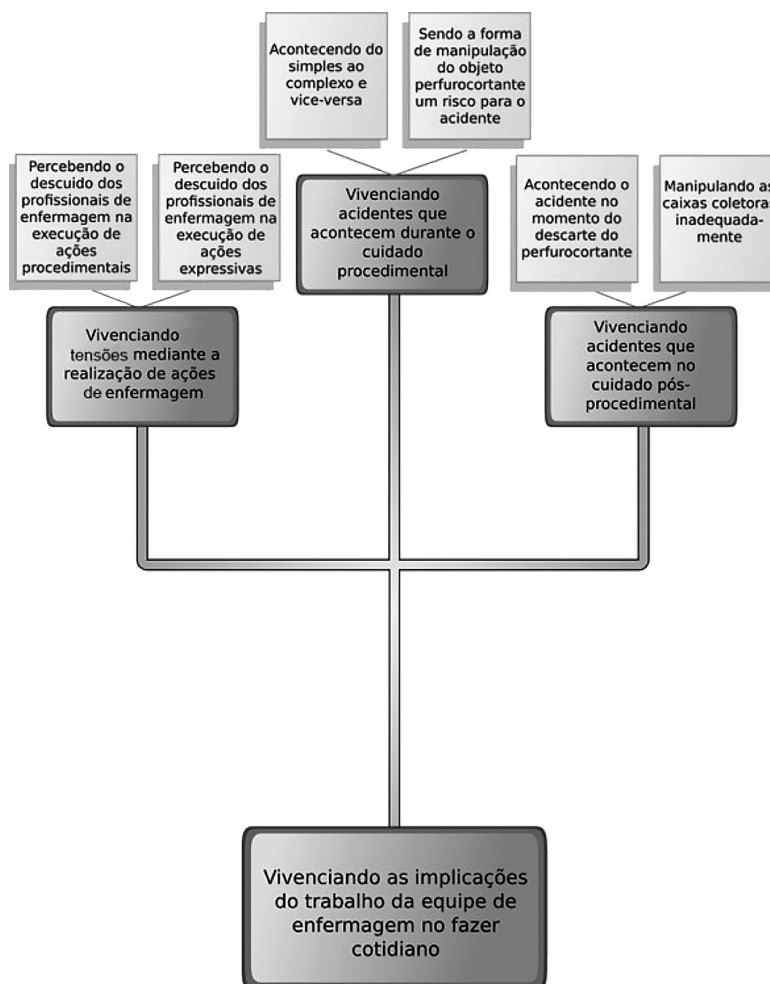 Acontecendo do
simples ao
complexo e
vice-versa
Sendo a forma
de manipulação
do objeto
perfurocortante
um risco para o
acidente
Percebendo o
descuido dos
profissionais de
enfermagem na
execução de
ações
procedimentais
Percebendo o
descuido dos
profissionais de
enfermagem na
execução de
ações
expressivas
Vivenciando
acidentes que
acontecem durante o
cuidado
procedimental
Acontecendo o
acidente no
momento do
descarte do
perfurocortante
Manipulando as
caixas coletoras
inadequada-
mente
Vivenciando
tensões mediante a
realização de ações
de enfermagem
Vivenciando
acidentes que
acontecem no
cuidado pós-
procedimental
Vivenciando as implicações
do trabalho da equipe de
enfermagem no fazer
cotidiano